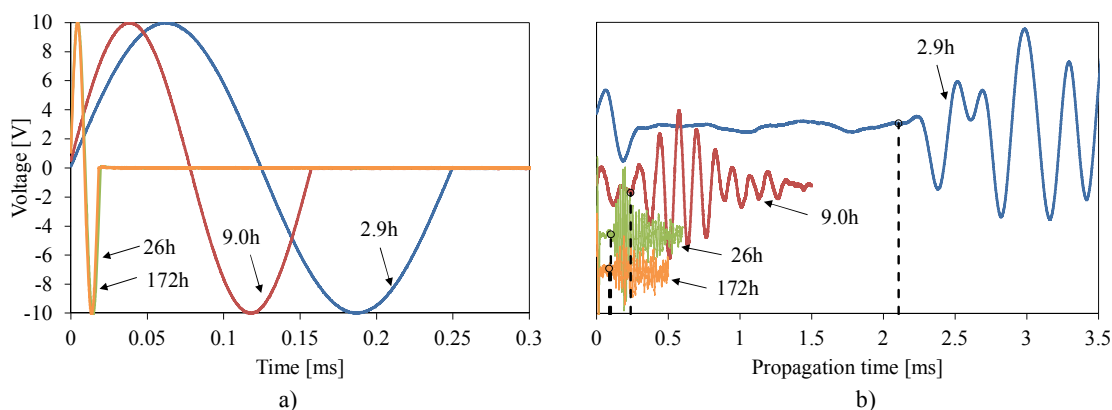 10
8
6
4
2
0
-2
-4
-6
-8
-10
Voltage [V]
26h
172h
9.0h
2.9h
0 0.05 0.1 0.15 0.2 0.25 0.3
Time [ms]
a)
2.9h
9.0h
26h
172h
0 0.5 1 1.5 2 2.5 3 3.5
Propagation time [ms]
b)